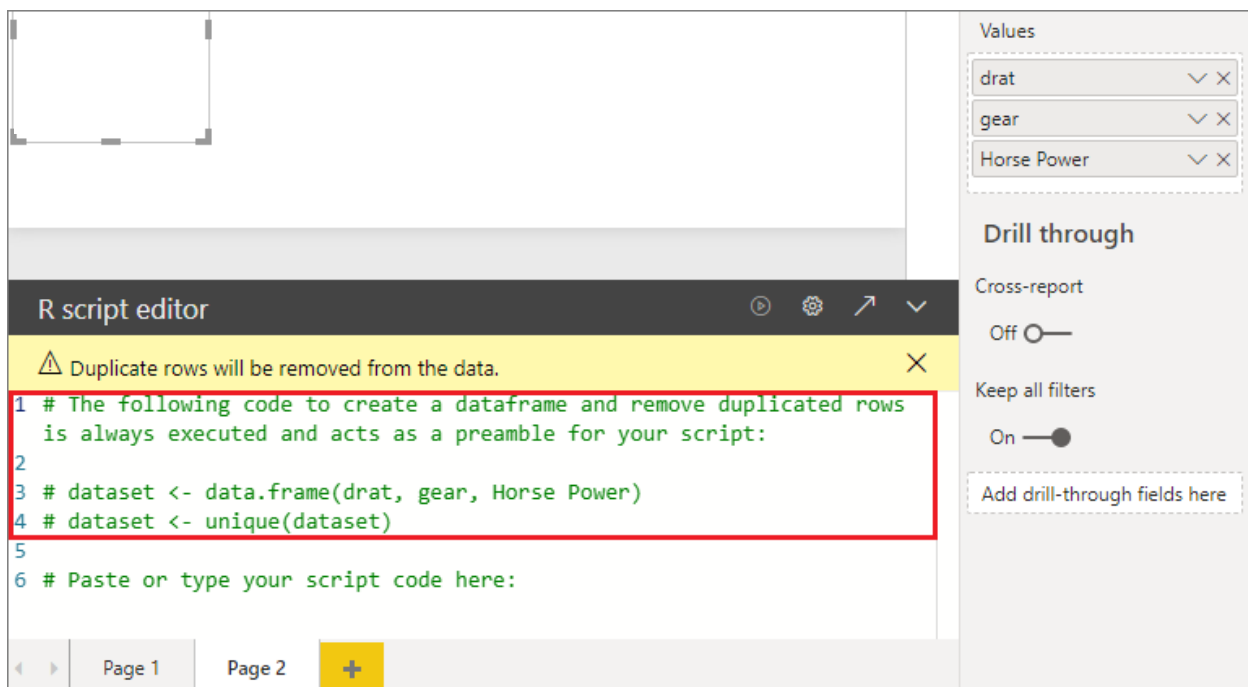 Values
drat
gear
Horse Power
Drill through
Cross-report
Off
Keep all filters
On
Add drill-through fields here
R script editor
Duplicate rows will be removed from the data.
1 # The following code to create a dataframe and remove duplicated rows
is always executed and acts as a preamble for your script:
2
3 # dataset <- data.frame(drat, gear, Horse Power)
4 # dataset <- unique(dataset)
5
6 # Paste or type your script code here:
Page 1 Page 2 +